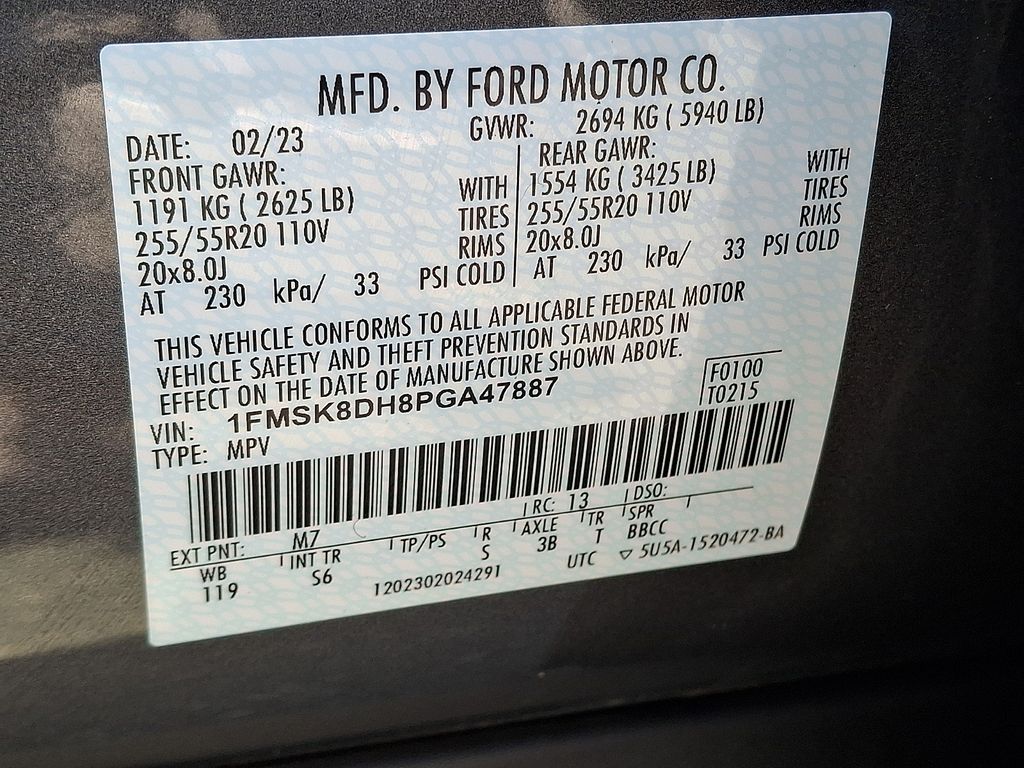 MFD. BY FORD MOTOR CO.
DATE: 02/23 GVWR: 2694 KG ( 5940 LB)
FRONT GAWR: REAR GAWR:
1191 KG ( 2625 LB) WITH 1554 KG ( 3425 LB) WITH
255/55R20 110V TIRES 255/55R20 110V TIRES
20x8.0J RIMS 20x8.0J RIMS
AT 230 kPa/ 33 PSI COLD AT 230 kPa/ 33 PSI COLD
THIS VEHICLE CONFORMS TO ALL APPLICABLE FEDERAL MOTOR
VEHICLE SAFETY AND THEFT PREVENTION STANDARDS IN
EFFECT ON THE DATE OF MANUFACTURE SHOWN ABOVE.
VIN: 1FMSK8DH8PGA47887 F0100
TYPE: MPV T0215
EXT PNT: M7 RC: 13 DSO:
WB INT TR TP/PS R AXLE TR SPR
119 S6 S 3B T BBCC
1202302024291 UTC ▽ 5U5A-1520472-BA